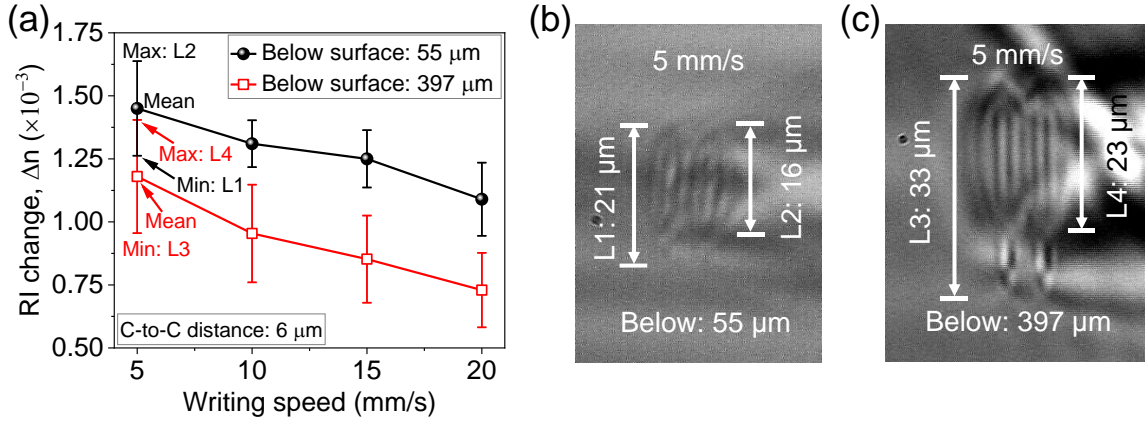 (a)
RI change, Δn (×10⁻³)
1.75
1.50
1.25
1.00
0.75
0.50
Max: L2
Mean
Max: L4
Min: L1
Mean
Min: L3
Below surface: 55 μm
Below surface: 397 μm
C-to-C distance: 6 μm
5
10
15
20
Writing speed (mm/s)
(b)
5 mm/s
L1: 21 μm
L2: 16 μm
Below: 55 μm
(c)
5 mm/s
L3: 33 μm
L4: 23 μm
Below: 397 μm